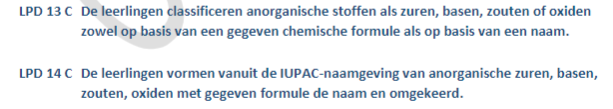 LPD 13 C De leerlingen classificeren anorganische stoffen als zuren, basen, zouten of oxiden
zowel op basis van een gegeven chemische formule als op basis van een naam.
LPD 14 C De leerlingen vormen vanuit de IUPAC-naamgeving van anorganische zuren, basen,
zouten, oxiden met gegeven formule de naam en omgekeerd.